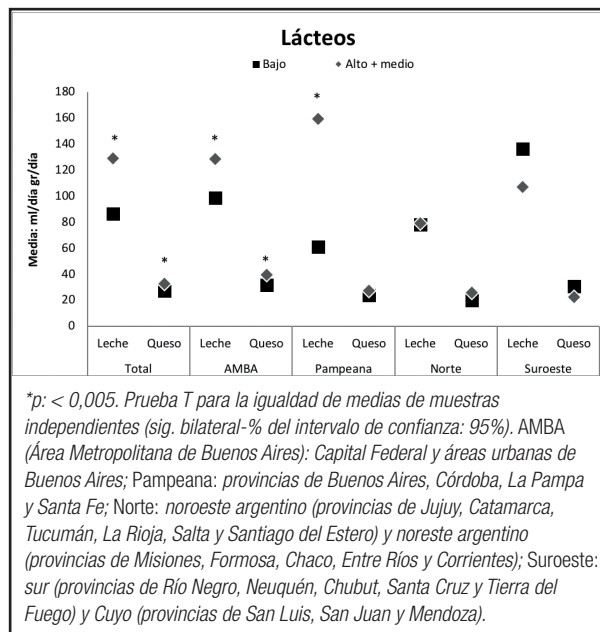 Lácteos
Bajo Alto + medio
Media: ml/día gr/día
180
160
140
120
100
80
60
40
20
0
* * *
* *
Leche Queso Leche Queso Leche Queso Leche Queso Leche Queso
Total AMBA Pampeana Norte Suroeste
*p: < 0,005. Prueba T para la igualdad de medias de muestras
independientes (sig. bilateral-% del intervalo de confianza: 95%). AMBA
(Área Metropolitana de Buenos Aires): Capital Federal y áreas urbanas de
Buenos Aires; Pampeana: provincias de Buenos Aires, Córdoba, La Pampa
y Santa Fe; Norte: noroeste argentino (provincias de Jujuy, Catamarca,
Tucumán, La Rioja, Salta y Santiago del Estero) y noreste argentino
(provincias de Misiones, Formosa, Chaco, Entre Ríos y Corrientes); Suroeste:
sur (provincias de Río Negro, Neuquén, Chubut, Santa Cruz y Tierra del
Fuego) y Cuyo (provincias de San Luis, San Juan y Mendoza).